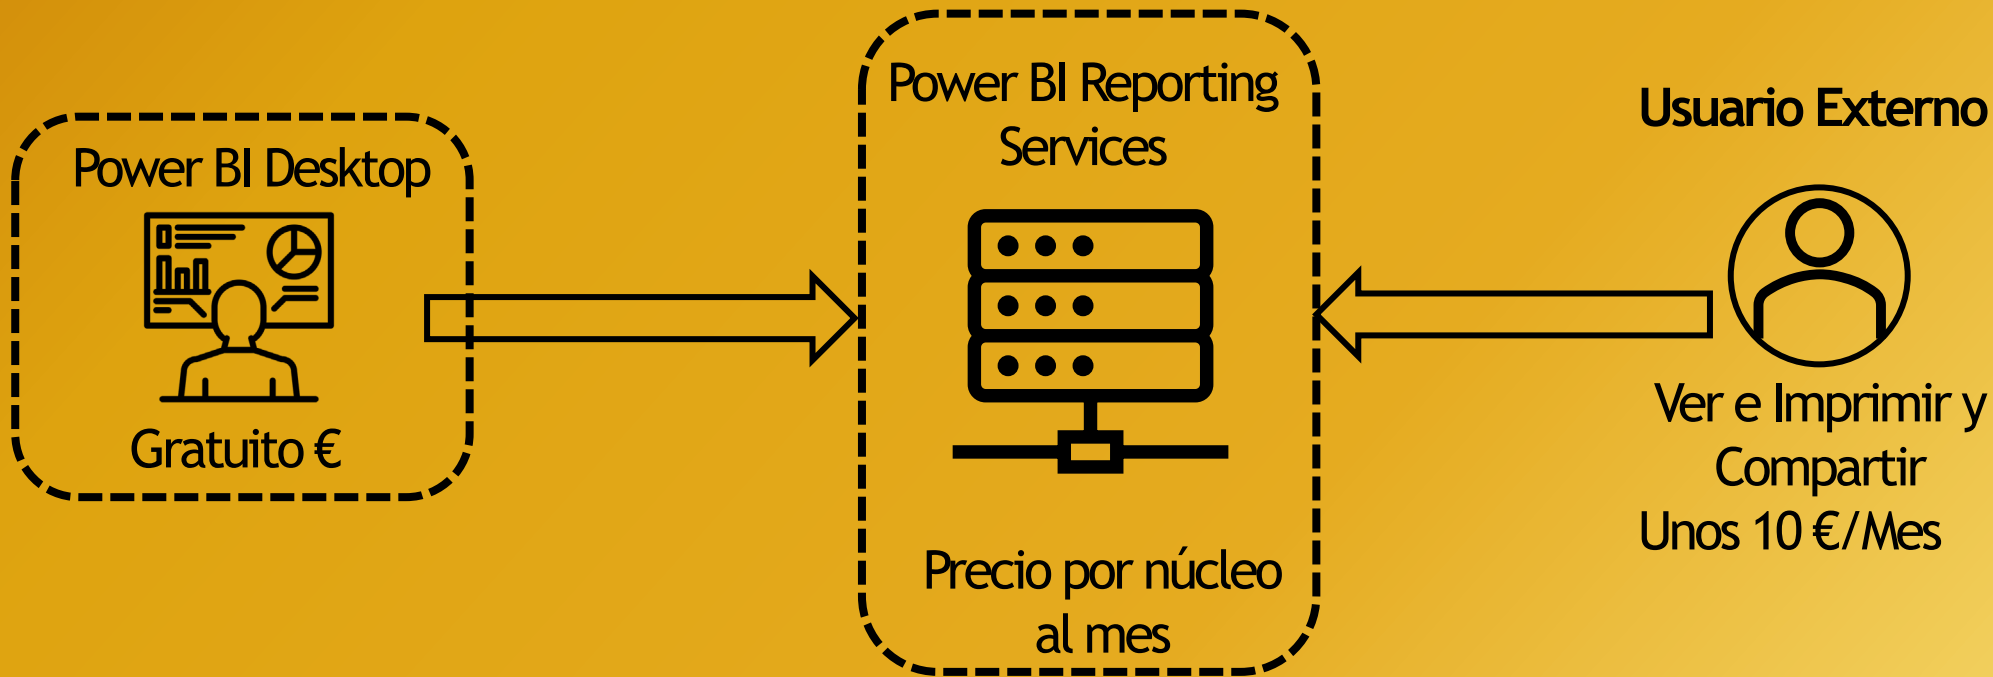 Power BI Desktop
Gratuito €
Power BI Reporting
Services
Precio por núcleo
al mes
Usuario Externo
Ver e Imprimir y
Compartir
Unos 10 €/Mes